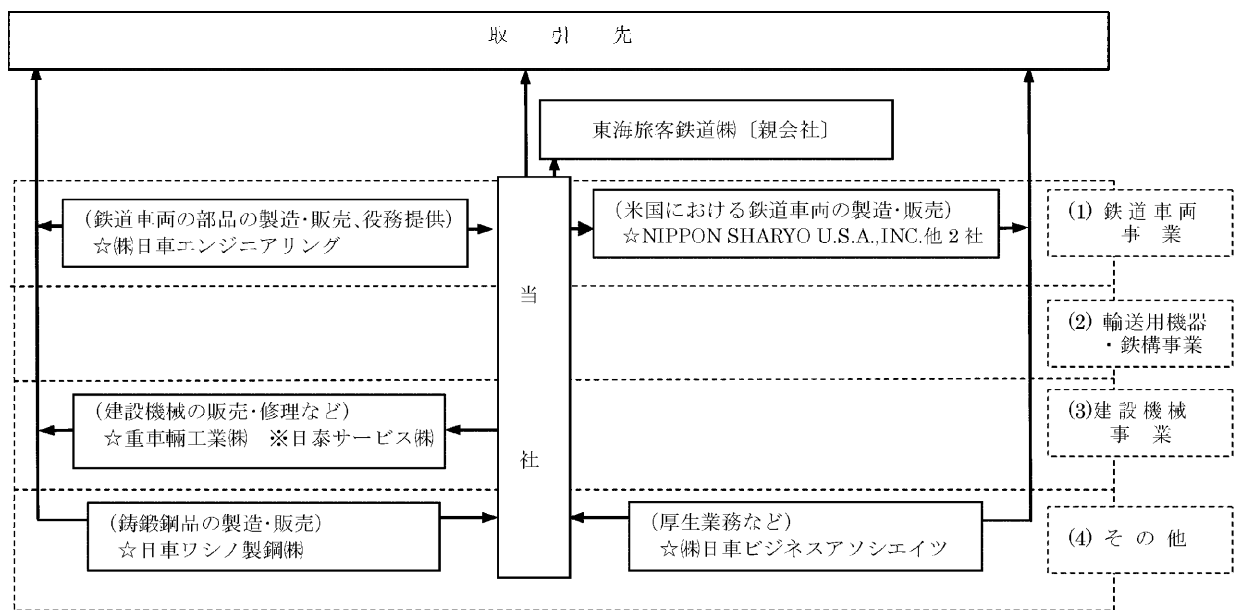 取引先
東海旅客鉄道㈱〔親会社〕
(鉄道車両の部品の製造・販売、役務提供)
☆㈱日車エンジニアリング
当社
(米国における鉄道車両の製造・販売)
☆NIPPON SHARYO U.S.A.,INC.他2社
(1) 鉄道車両
事業
(2) 輸送用機器
・鉄構事業
(建設機械の販売・修理など)
☆重車輛工業㈱　※日泰サービス㈱
(3)建設機械
事業
(鋳鍛鋼品の製造・販売)
☆日車ワシノ製鋼㈱
(厚生業務など)
☆㈱日車ビジネスアソシエイツ
(4) その他